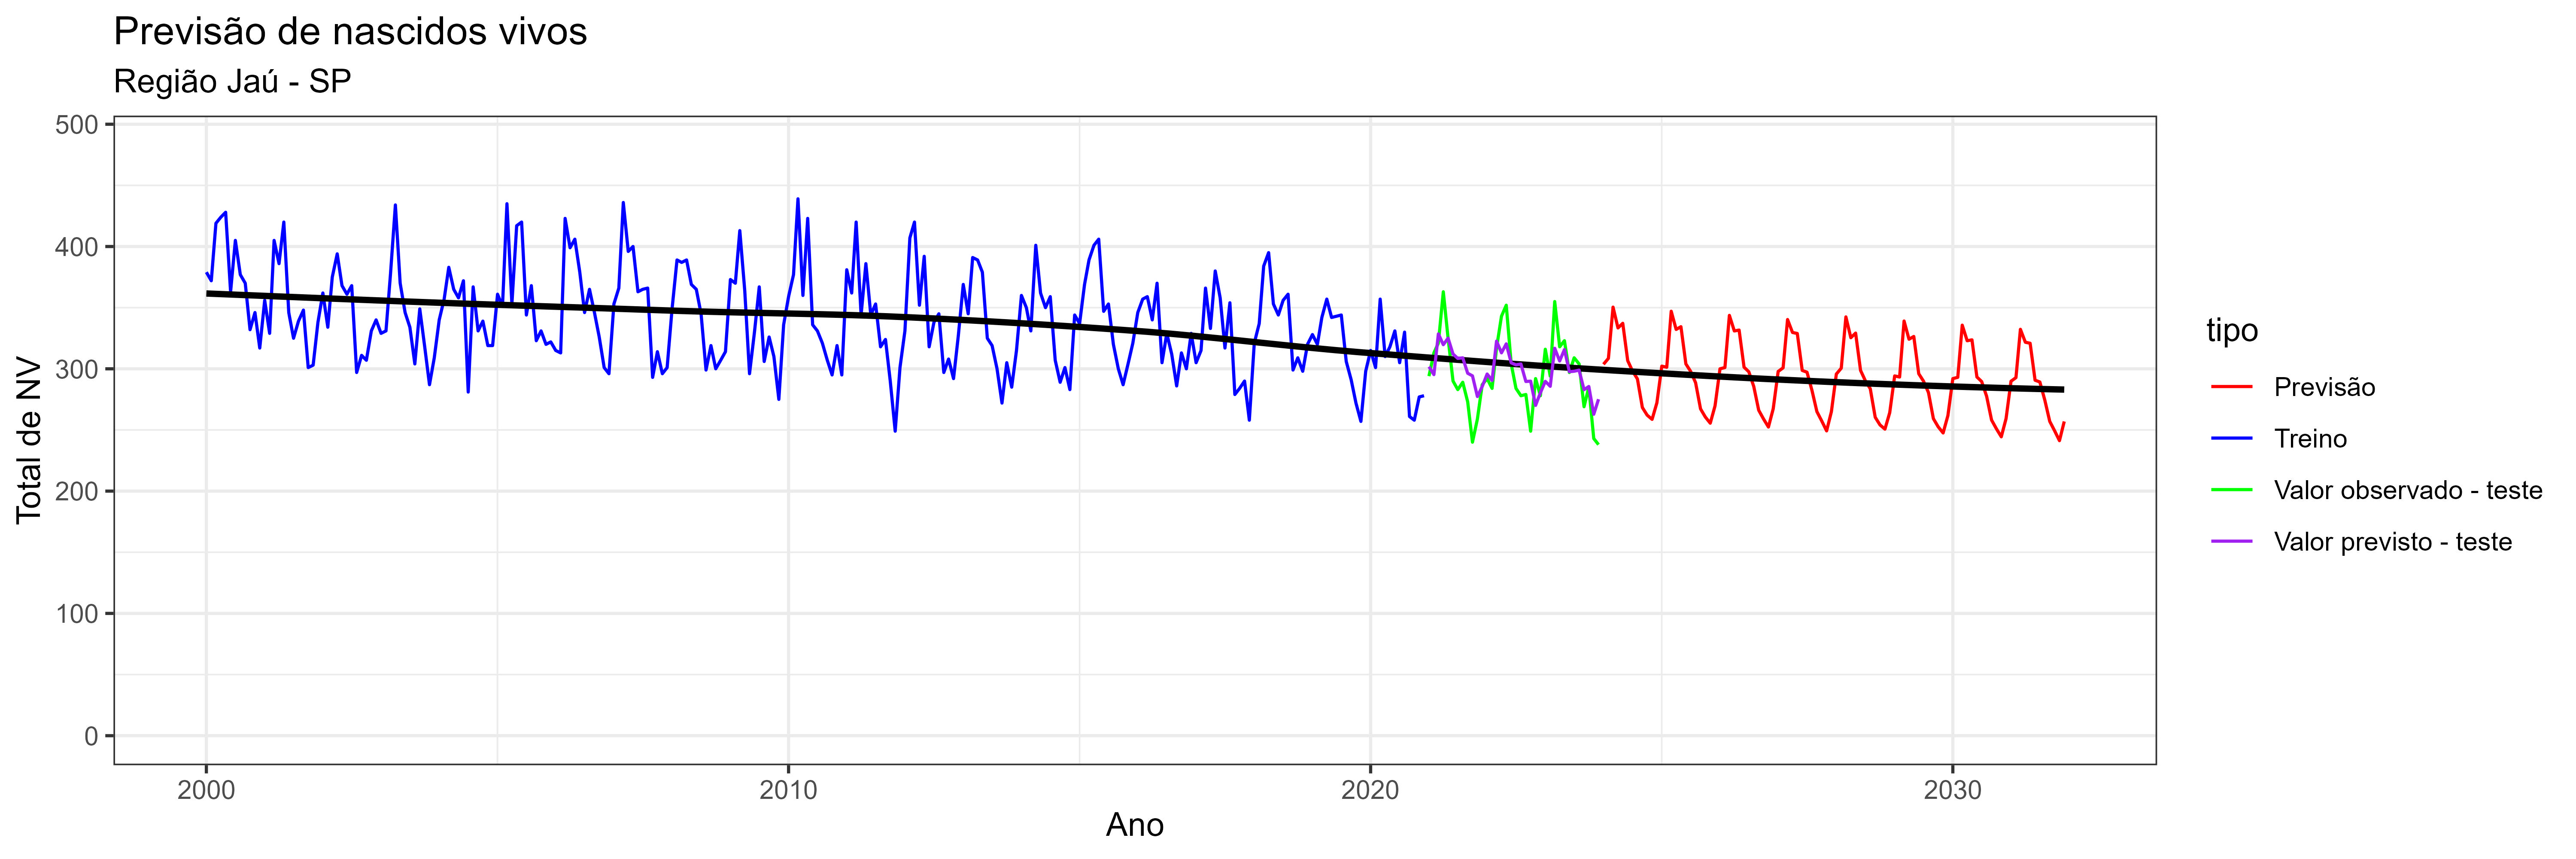 Previsão de nascidos vivos
Região Jaú - SP
500
400
300
200
100
0
Total de NV
2000
2010
2020
2030
Ano
tipo
Previsão
Treino
Valor observado - teste
Valor previsto - teste